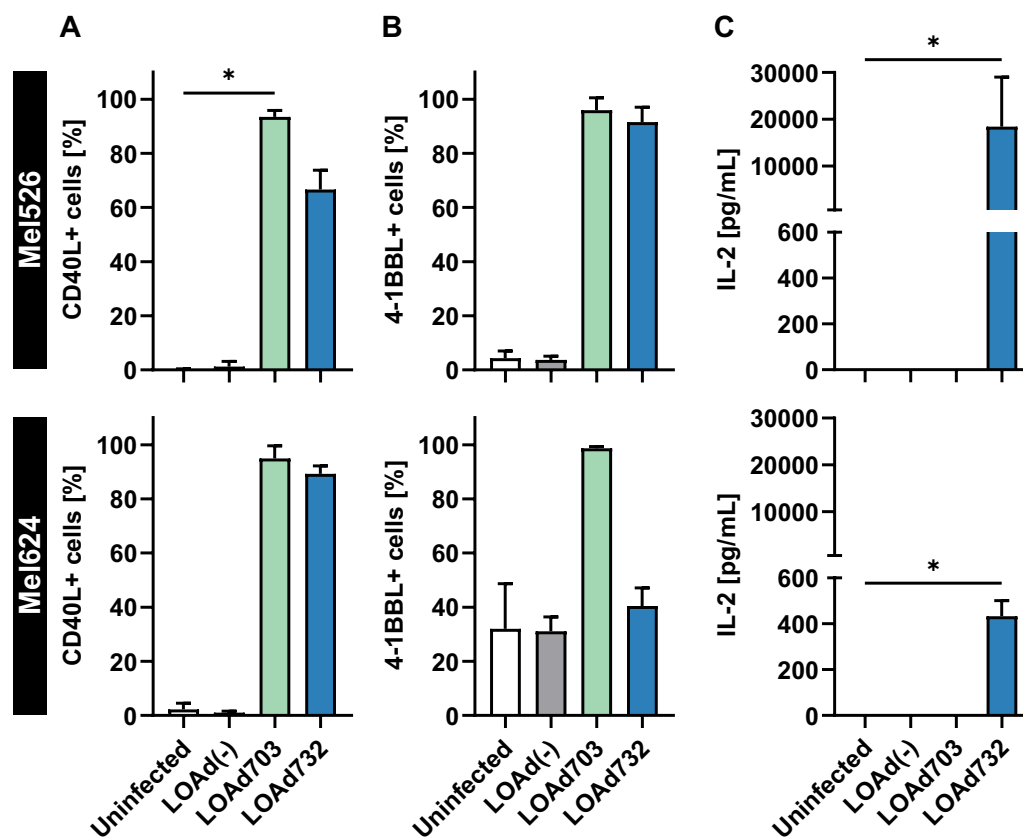 A
B
C
Mel526
CD40L+ cells [%]
100
80
60
40
20
0
*
4-1BBL+ cells [%]
100
80
60
40
20
0
IL-2 [pg/mL]
30000
20000
10000
600
400
200
0
*
Mel624
CD40L+ cells [%]
100
80
60
40
20
0
Uninfected
LOAd(-)
LOAd703
LOAd732
4-1BBL+ cells [%]
100
80
60
40
20
0
Uninfected
LOAd(-)
LOAd703
LOAd732
IL-2 [pg/mL]
30000
20000
10000
600
400
200
0
*
Uninfected
LOAd(-)
LOAd703
LOAd732